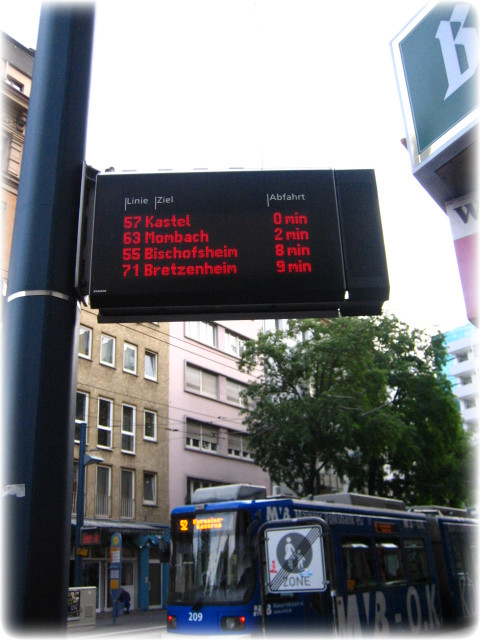 Linie Ziel Abfahrt
57 Kastel 0 min
63 Mombach 2 min
55 Bischofsheim 8 min
71 Bretzenheim 9 min
B
W
52
209
ZONE